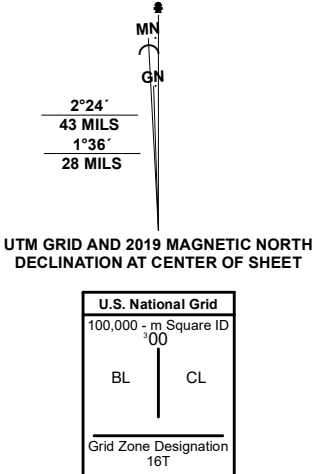 MN
GN
2°24´
43 MILS
1°36´
28 MILS
UTM GRID AND 2019 MAGNETIC NORTH
DECLINATION AT CENTER OF SHEET
U.S. National Grid
100,000 - m Square ID
³00
BL CL
Grid Zone Designation
16T